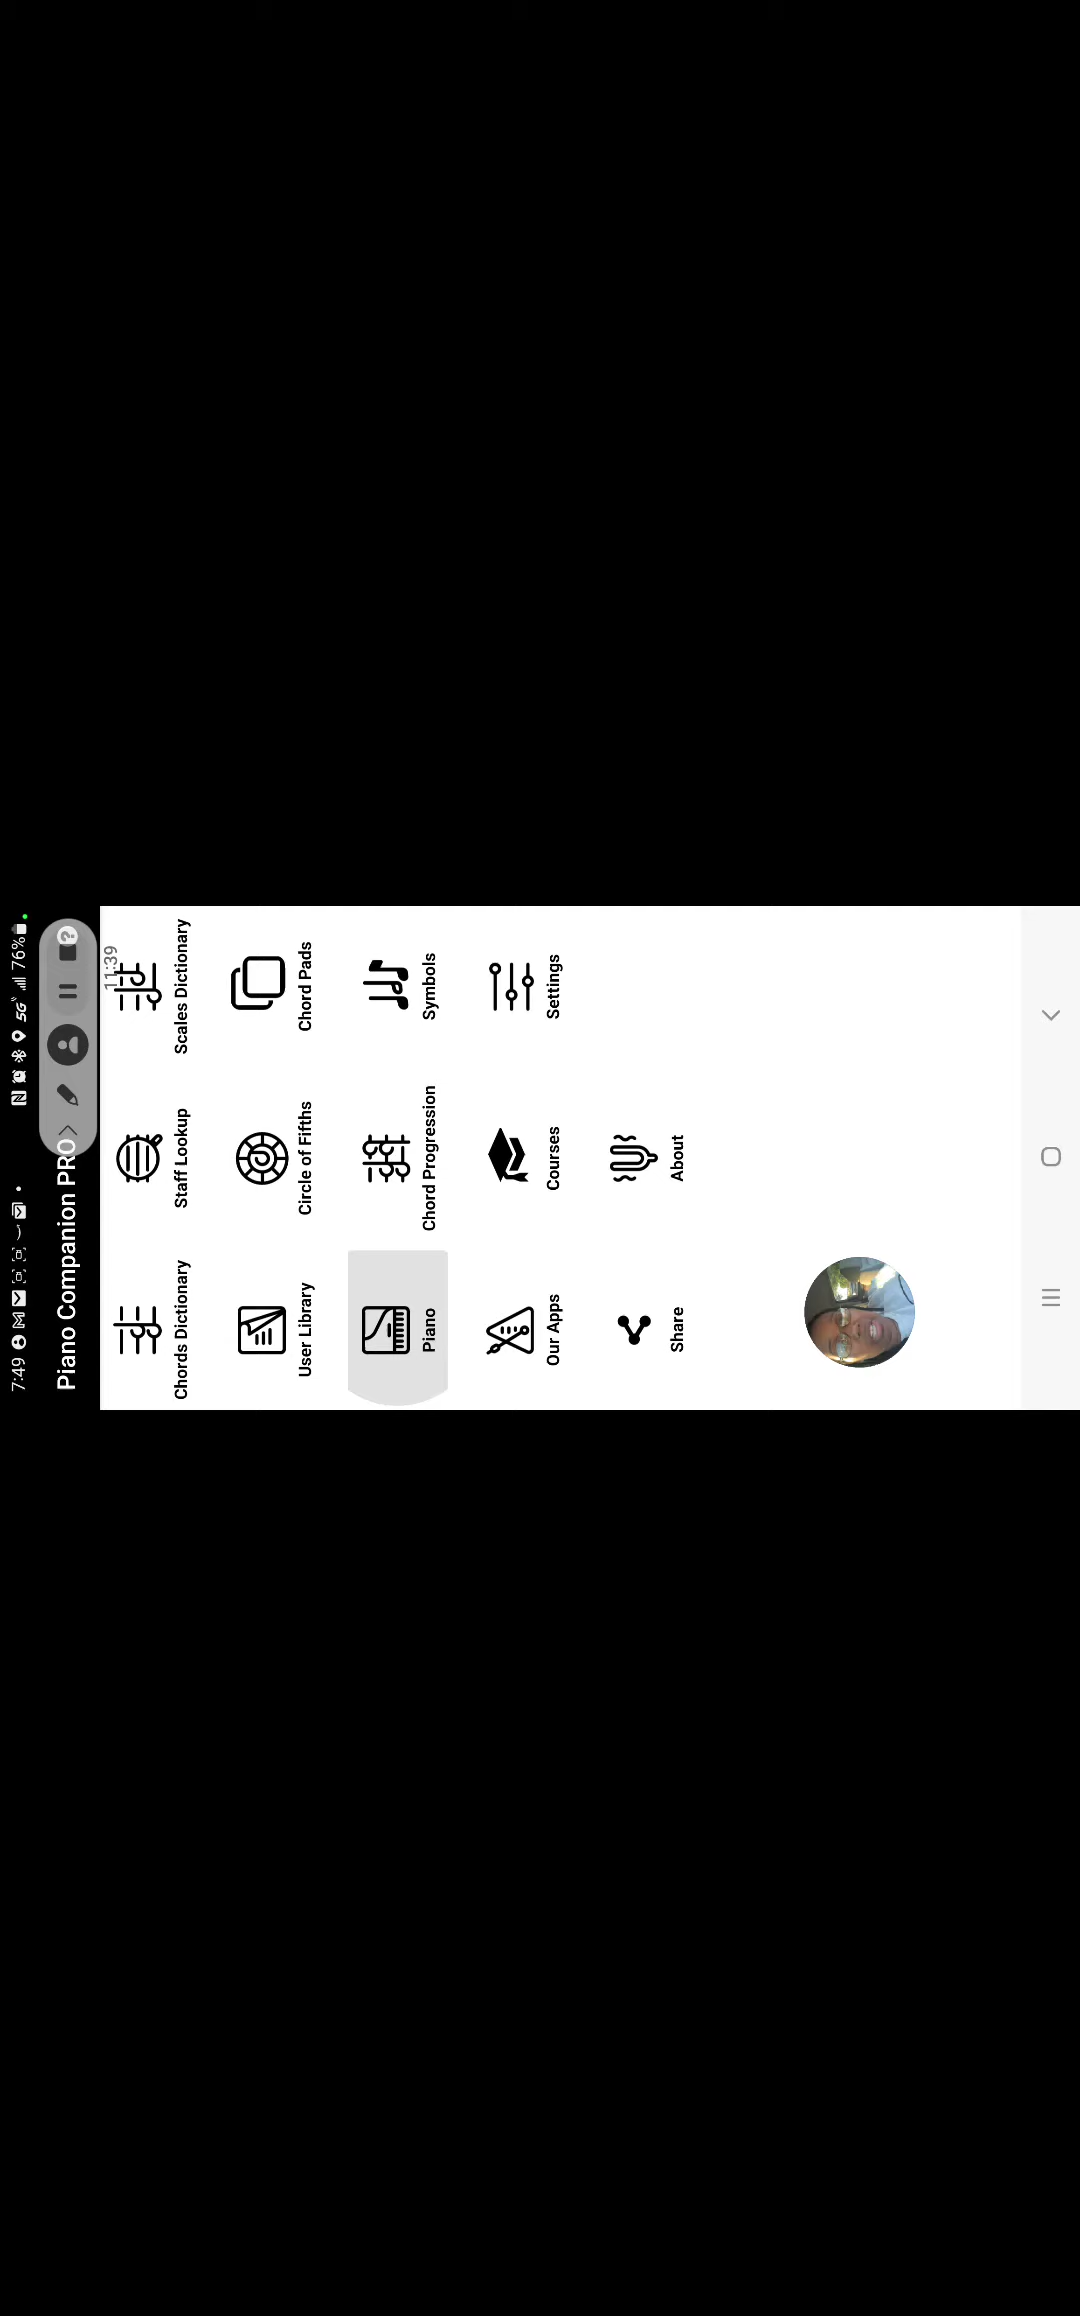 7:49
5G 76%
Piano Companion PRO
?
11:39
Chords Dictionary Staff Lookup Scales Dictionary
User Library Circle of Fifths Chord Pads
Piano Chord Progression Symbols
Our Apps Courses Settings
Share About